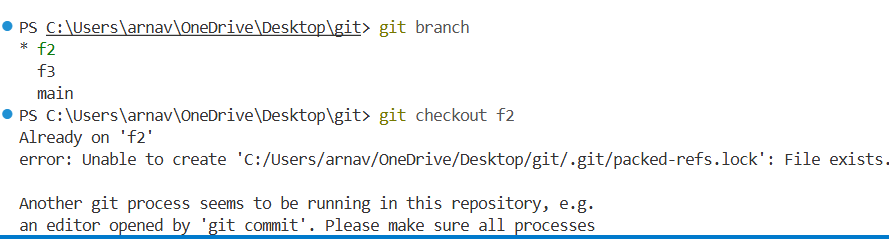 PS C:\Users\arnav\OneDrive\Desktop\git> git branch
* f2
  f3
  main
PS C:\Users\arnav\OneDrive\Desktop\git> git checkout f2
Already on 'f2'
error: Unable to create 'C:/Users/arnav/OneDrive/Desktop/git/.git/packed-refs.lock': File exists.

Another git process seems to be running in this repository, e.g.
an editor opened by 'git commit'. Please make sure all processes